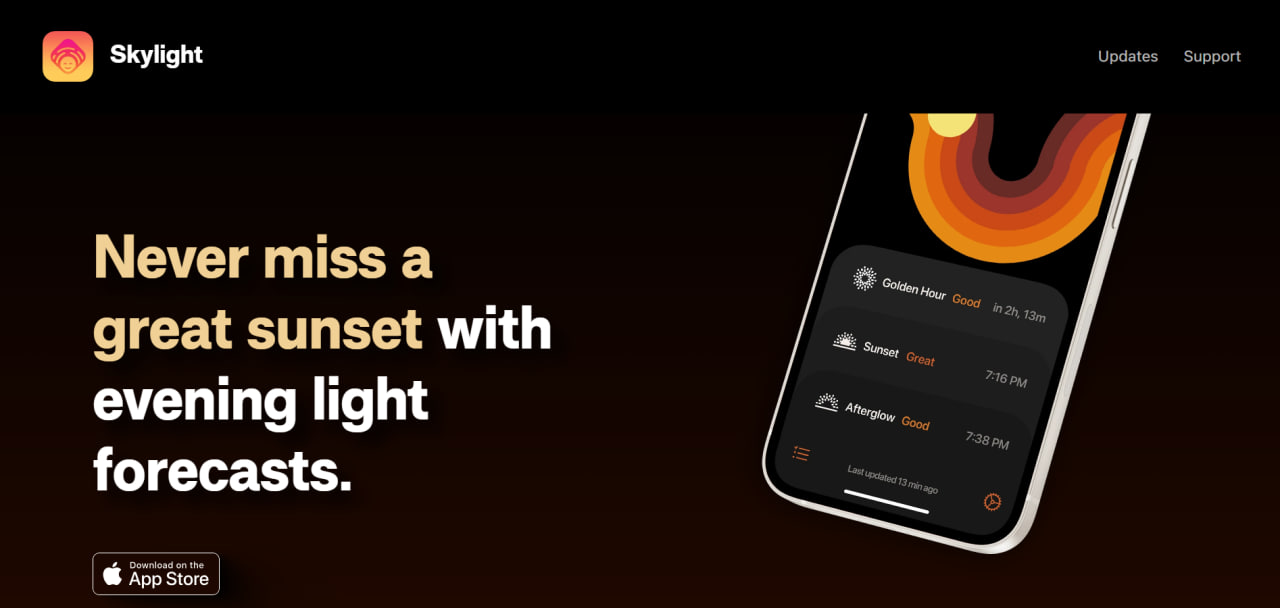 Skylight
Updates
Support
Never miss a
great sunset with
evening light
forecasts.
Download on the
App Store
Golden Hour Good in 2h, 13m
Sunset Great 7:16 PM
Afterglow Good 7:38 PM
Last updated 13 min ago